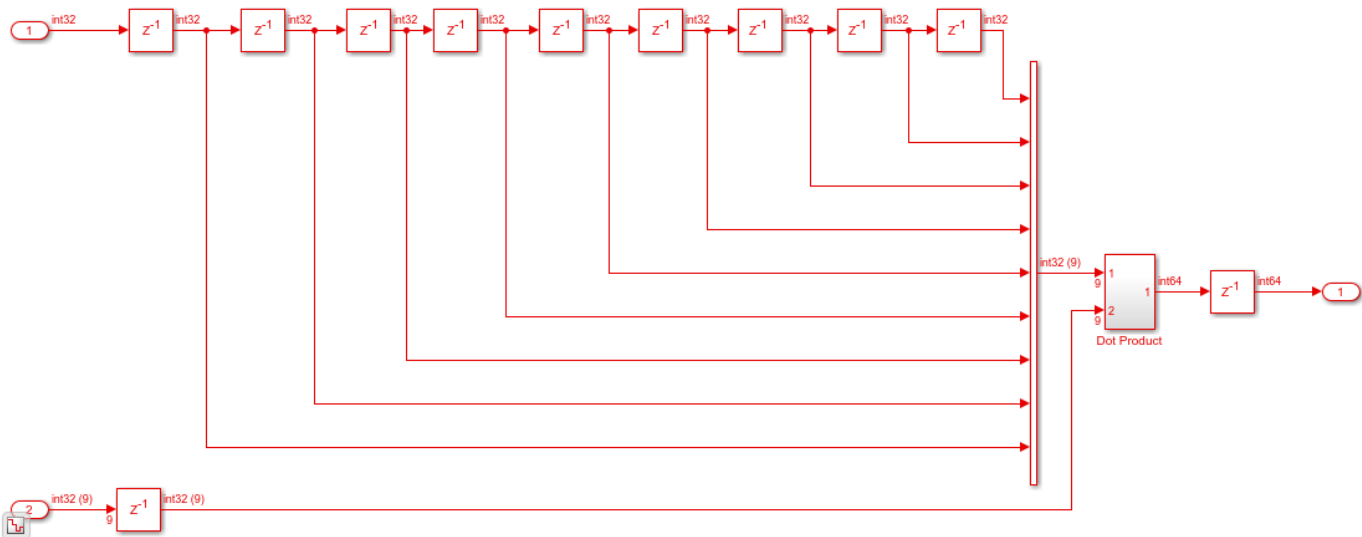 int32 int32 int32 int32 int32 int32 int32 int32 int32 int32
1 z-1 z-1 z-1 z-1 z-1 z-1 z-1 z-1 z-1
int32 (9) 1 int64 int64
9 1 z-1 1
2
9
Dot Product
int32 (9) int32 (9)
2 9 z-1